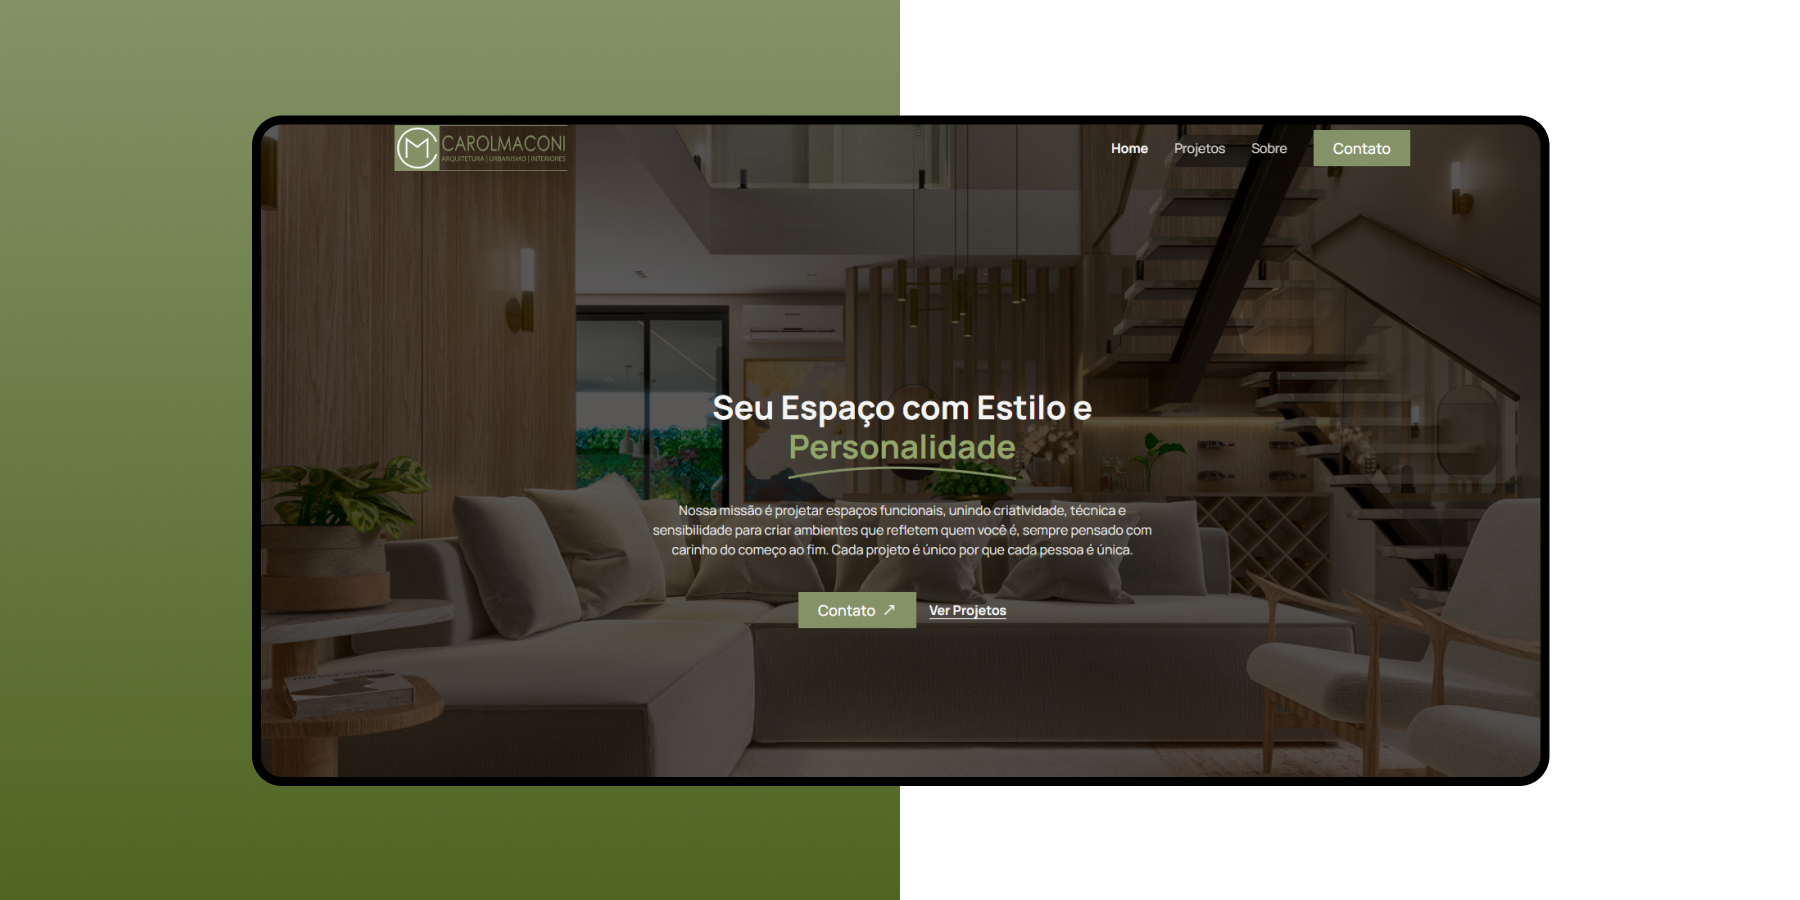 CAROLMACONI
ARQUITETURA | URBANISMO | INTERIORES
Home
Projetos
Sobre
Contato
Seu Espaço com Estilo e
Personalidade
Nossa missão é projetar espaços funcionais, unindo criatividade, técnica e
sensibilidade para criar ambientes que refletem quem você é, sempre pensado com
carinho do começo ao fim. Cada projeto é único por que cada pessoa é única.
Contato ↗
Ver Projetos